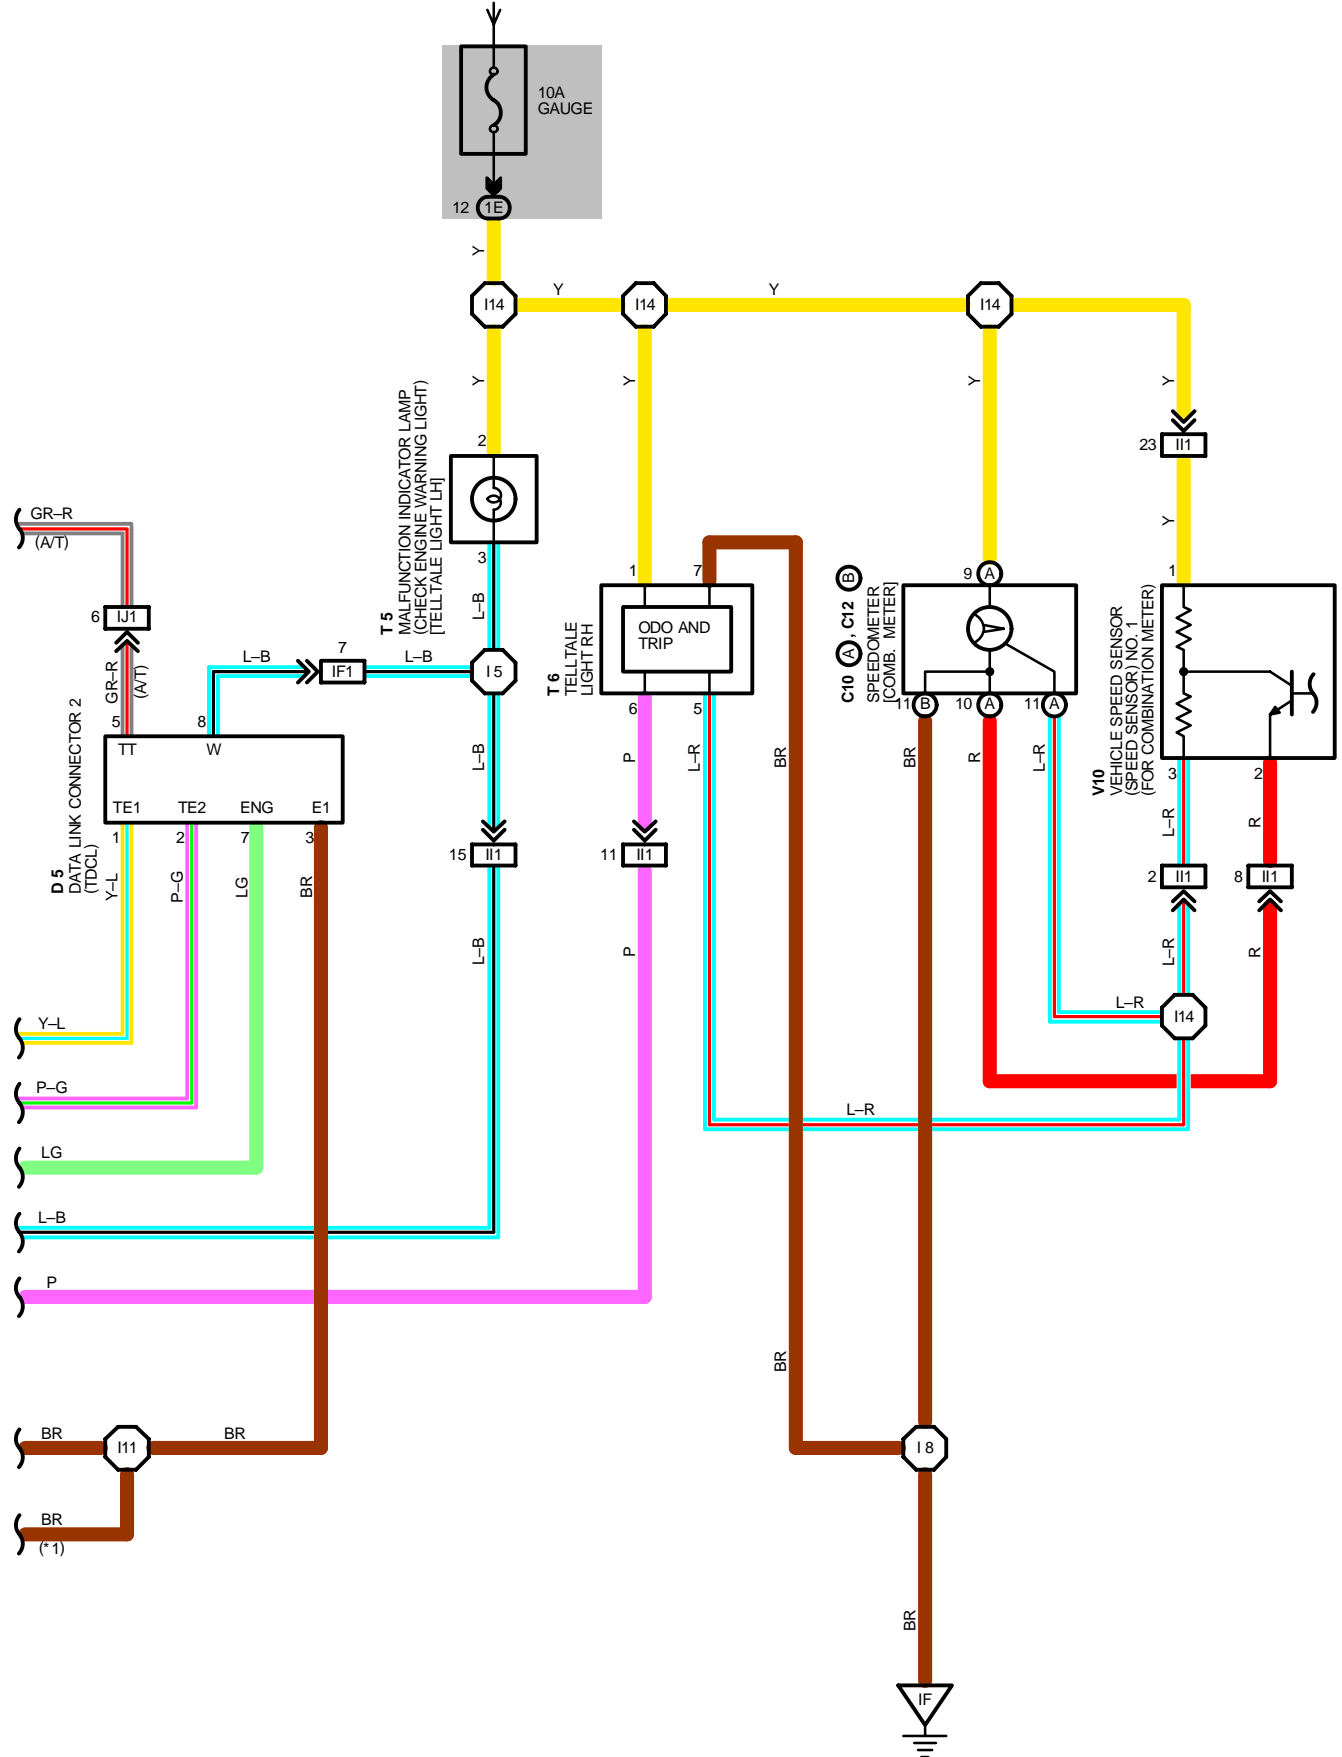 10A
GAUGE
12 1E
Y
I14 Y I14 Y I14
Y Y Y Y
T 5
MALFUNCTION INDICATOR LAMP
(CHECK ENGINE WARNING LIGHT)
[TELLTALE LIGHT LH]
2
23 II1
Y
GR–R
(A/T)
3
L–B
6 IJ1
GR–R
(A/T)
L–B
7
IF1
L–B
I 5
1 7
ODO AND
TRIP
T 6
TELLTALE
LIGHT RH
6 5
C10 A , C12 B
SPEEDOMETER
[COMB. METER]
9 A
11 B 10 A 11 A
1
V10
VEHICLE SPEED SENSOR
(SPEED SENSOR) NO. 1
(FOR COMBINATION METER)
3 2
5 8
TT W
TE1 TE2 ENG E1
D 5
DATA LINK CONNECTOR 2
(TDCL)
1 2 7 3
Y–L P–G LG BR
L–B
P
L–R
BR
BR
R
L–R
L–R
R
15 II1
11 II1
2 II1
8 II1
L–B
P
L–R
R
L–R
I14
Y–L
P–G
L–R
LG
L–B
P
BR
BR
I11
BR
I 8
BR
(*1)
BR
IF